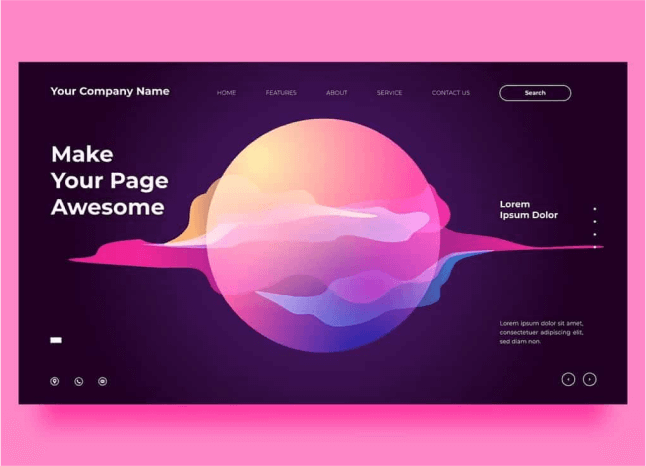 Your Company Name
HOME FEATURES ABOUT SERVICE CONTACT US
Search
Make
Your Page
Awesome
Lorem
Ipsum Dolor
Lorem ipsum dolor sit amet,
consectetuer adipiscing elit,
sed diam non.